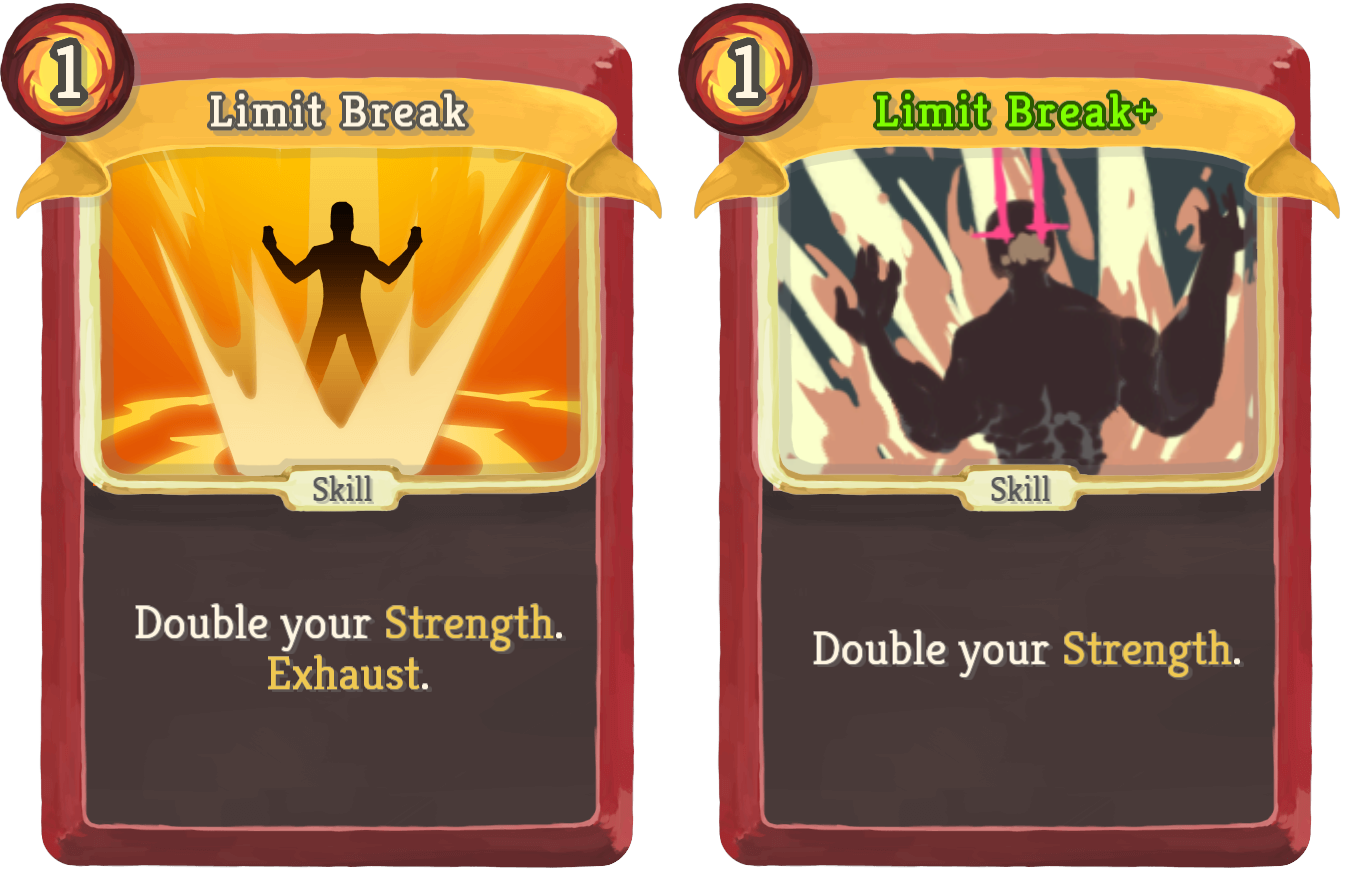 1
Limit Break
Skill
Double your Strength.
Exhaust.
1
Limit Break+
Skill
Double your Strength.